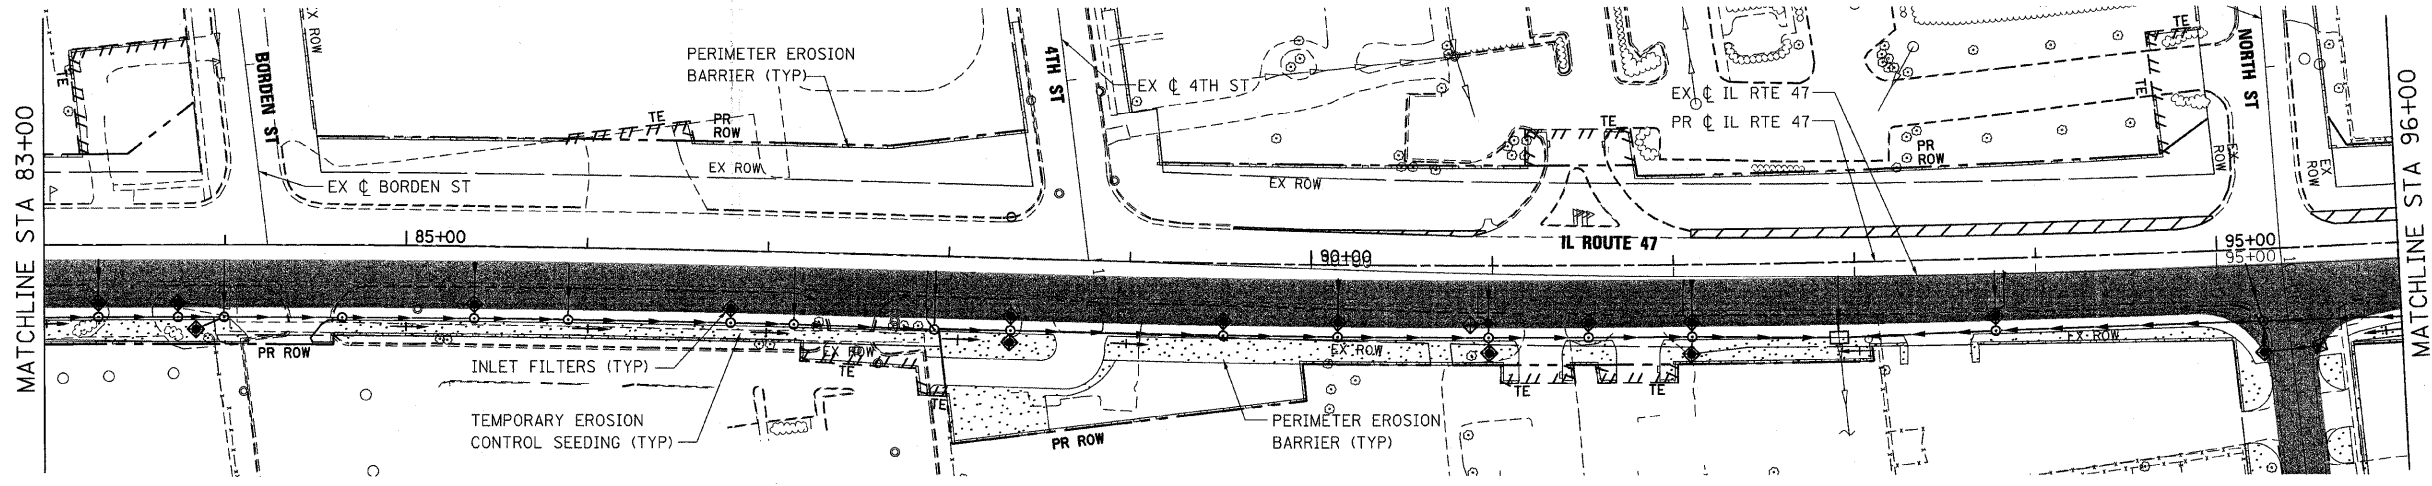 MATCHLINE STA 83+00
TE
BORDEN ST
EX ROW
EX ℄ BORDEN ST
PERIMETER EROSION
BARRIER (TYP)
TE
PR
ROW
EX ROW
4TH ST
EX ℄ 4TH ST
EX ROW
TE
IL ROUTE 47
EX ℄ IL RTE 47
PR ℄ IL RTE 47
TE
TE
PR
ROW
EX
ROW
NORTH ST
EX
ROW
MATCHLINE STA 96+00
85+00
90+00
95+00
95+00
PR ROW
EX ROW
TE
TE
INLET FILTERS (TYP)
TEMPORARY EROSION
CONTROL SEEDING (TYP)
PR ROW
EX ROW
PERIMETER EROSION
BARRIER (TYP)
TE
TE
EX ROW